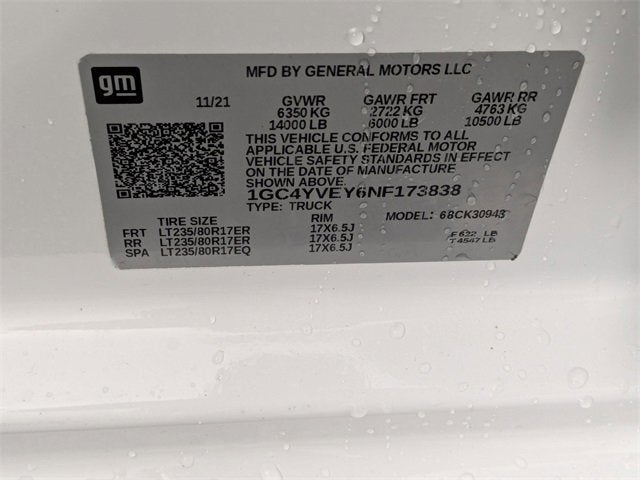 gm
MFD BY GENERAL MOTORS LLC
11/21 GVWR GAWR FRT GAWR RR
6350 KG 2722 KG 4763 KG
14000 LB 6000 LB 10500 LB
THIS VEHICLE CONFORMS TO ALL
APPLICABLE U.S. FEDERAL MOTOR
VEHICLE SAFETY STANDARDS IN EFFECT
ON THE DATE OF MANUFACTURE
SHOWN ABOVE.
1GC4YVEY6NF173838
TYPE: TRUCK MODEL: 68CK30943
TIRE SIZE RIM
FRT LT235/80R17ER 17X6.5J
RR LT235/80R17ER 17X6.5J
SPA LT235/80R17EQ 17X6.5J
F622 LB
T4547 LB